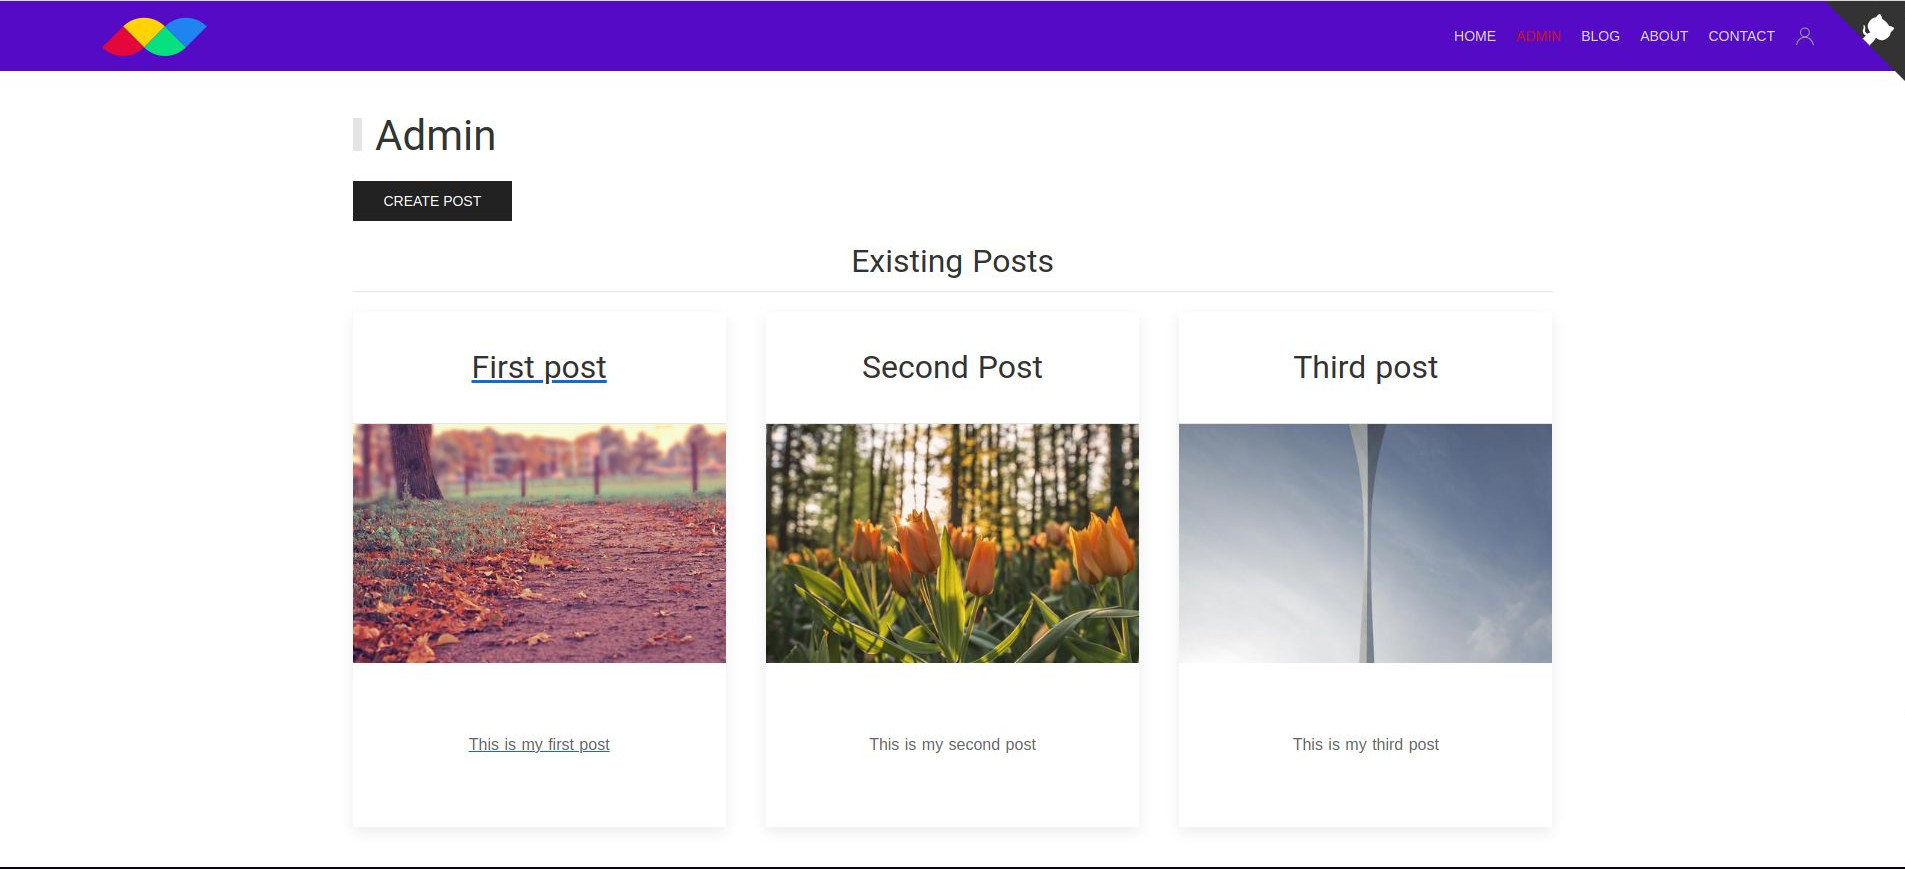 HOME ADMIN BLOG ABOUT CONTACT
Admin
CREATE POST
Existing Posts
First post
Second Post
Third post
This is my first post
This is my second post
This is my third post